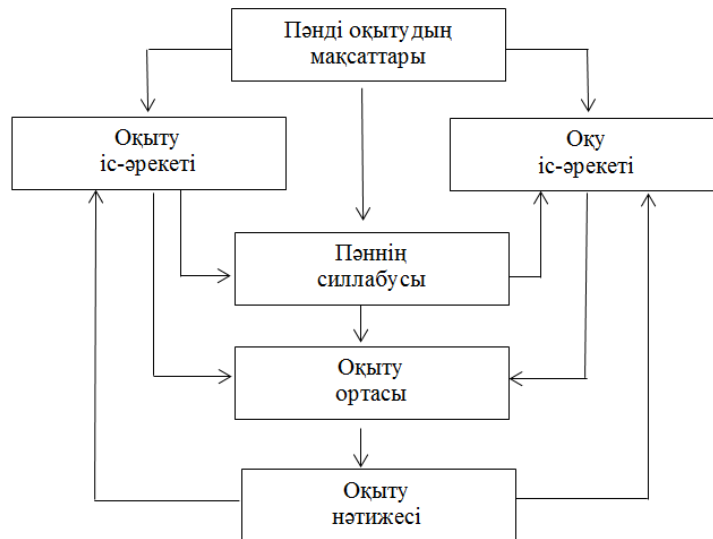 Пәнді оқытудың
мақсаттары
Оқыту
іс-әрекеті
Оқу
іс-әрекеті
Пәннің
силлабусы
Оқыту
ортасы
Оқыту
нәтижесі